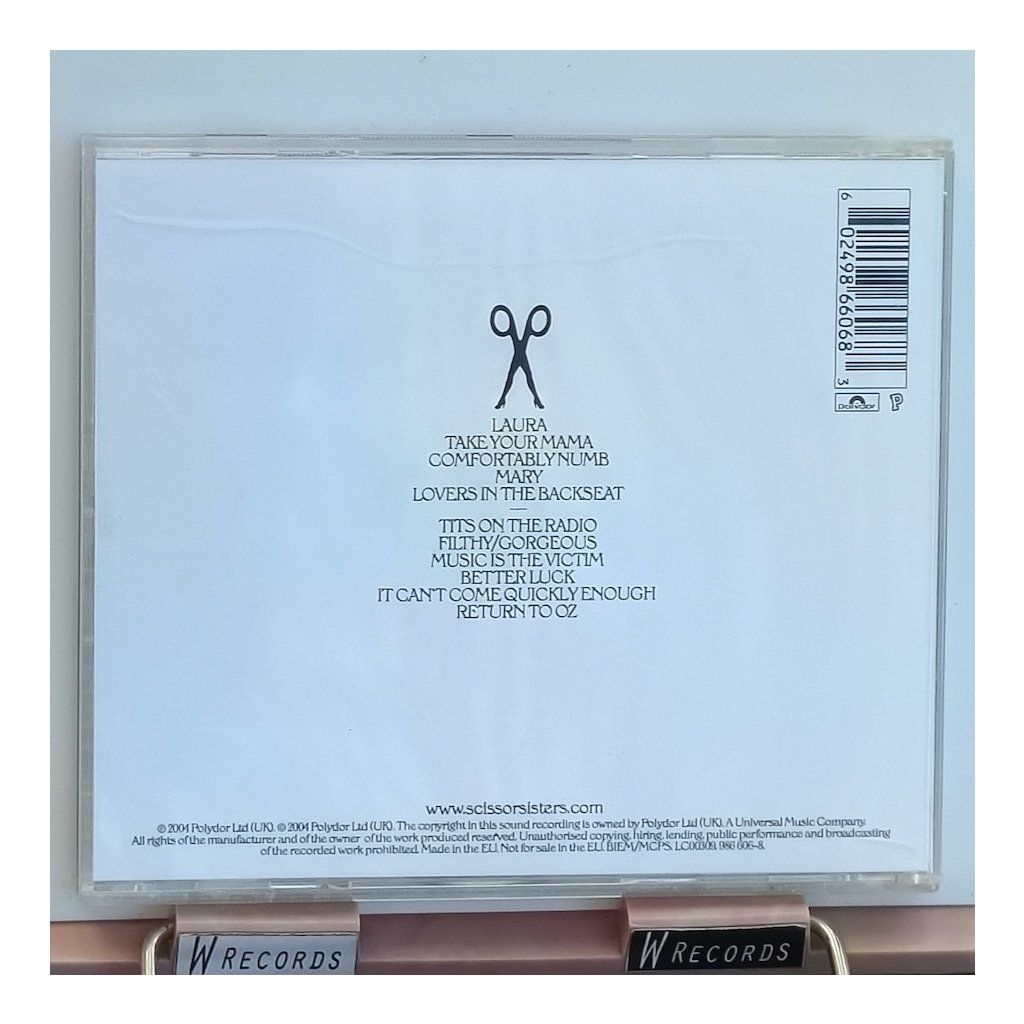 6 02498 66068 3
Polydor P
LAURA
TAKE YOUR MAMA
COMFORTABLY NUMB
MARY
LOVERS IN THE BACKSEAT
—
TITS ON THE RADIO
FILTHY/GORGEOUS
MUSIC IS THE VICTIM
BETTER LUCK
IT CAN'T COME QUICKLY ENOUGH
RETURN TO OZ
www.scissorsisters.com
℗ 2004 Polydor Ltd (UK). © 2004 Polydor Ltd (UK). The copyright in this sound recording is owned by Polydor Ltd (UK). A Universal Music Company.
All rights of the manufacturer and of the owner of the work produced reserved. Unauthorised copying, hiring, lending, public performance and broadcasting
of the recorded work prohibited. Made in the E.U. Not for sale in the E.U. BIEM/MCPS. LC00309. 986 606-8.
W RECORDS
W RECORDS